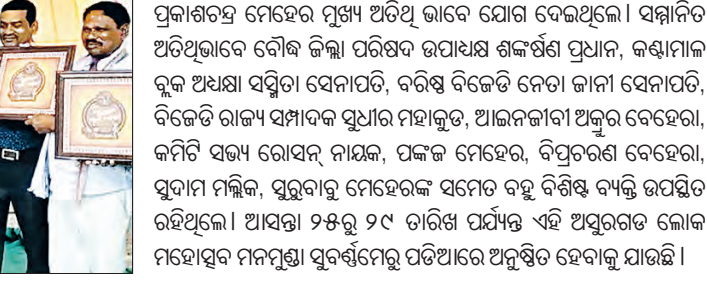 ପ୍ରକାଶଚନ୍ଦ୍ର ମେହେର ମୁଖ୍ୟ ଅତିଥି ଭାବେ ଯୋଗ ଦେଇଥିଲେ। ସମ୍ମାନିତ
ଅତିଥିଭାବେ ବୌଦ୍ଧ ଜିଲ୍ଲା ପରିଷଦ ଉପାଧ୍ୟକ୍ଷ ଶଙ୍କର୍ଷଣ ପ୍ରଧାନ, କଣ୍ଟାମାଳ
ବ୍ଲକ ଅଧ୍ୟକ୍ଷା ସସ୍ମିତା ସେନାପତି, ବରିଷ୍ଠ ବିଜେଡି ନେତା ଜାନୀ ସେନାପତି,
ବିଜେଡି ରାଜ୍ୟ ସମ୍ପାଦକ ସୁଧୀର ମହାକୁଡ, ଆଇନଜୀବୀ ଅକ୍ରୁର ବେହେରା,
କମିଟି ସଭ୍ୟ ରୋସନ୍ ନାୟକ, ପଙ୍କଜ ମେହେର, ବିପ୍ରଚରଣ ବେହେରା,
ସୁଦାମ ମଲ୍ଲିକ, ସୁରୁବାବୁ ମେହେରଙ୍କ ସମେତ ବହୁ ବିଶିଷ୍ଟ ବ୍ୟକ୍ତି ଉପସ୍ଥିତ
ରହିଥିଲେ। ଆସନ୍ତା ୨୫ରୁ ୨୯ ତାରିଖ ପର୍ଯ୍ୟନ୍ତ ଏହି ଅସୁରଗଡ ଲୋକ
ମହୋତ୍ସବ ମନମୁଣ୍ଡା ସୁବର୍ଣ୍ଣମେରୁ ପଡିଆରେ ଅନୁଷ୍ଠିତ ହେବାକୁ ଯାଉଛି।